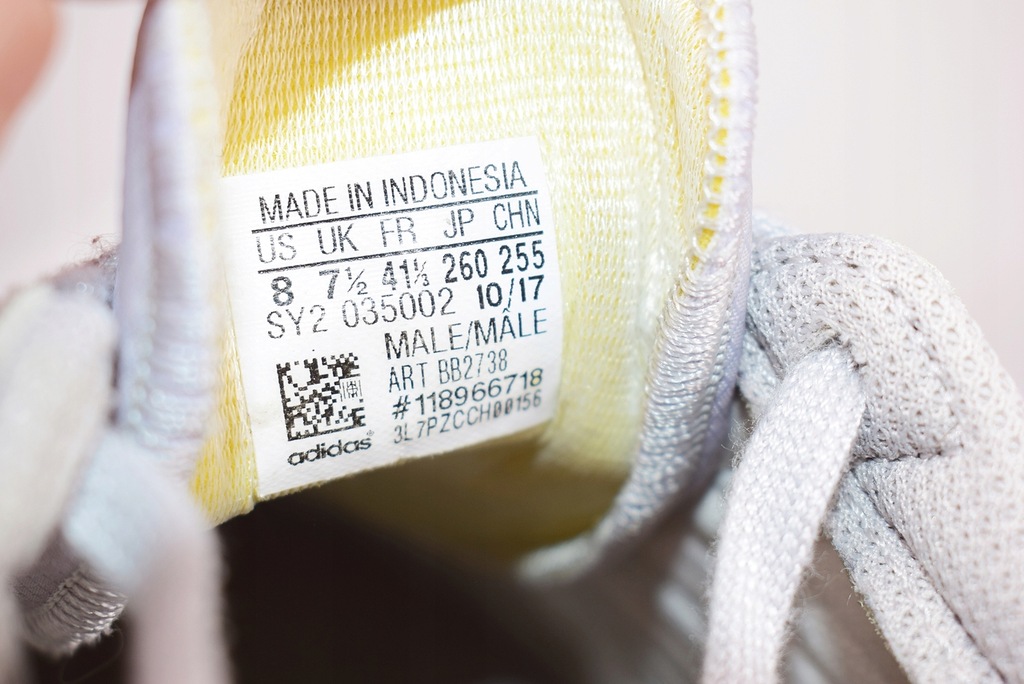 MADE IN INDONESIA
US UK FR JP CHN
8 7½ 41⅓ 260 255
SY2 035002 10/17
MALE/MÂLE
ART BB2738
#118966718
3L7PZCCH00156
adidas®